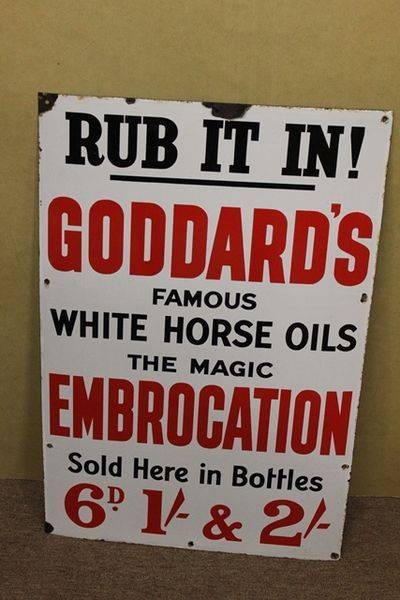 RUB IT IN!
GODDARD'S
FAMOUS
WHITE HORSE OILS
THE MAGIC
EMBROCATION
Sold Here in Bottles
6D 1/- & 2/-